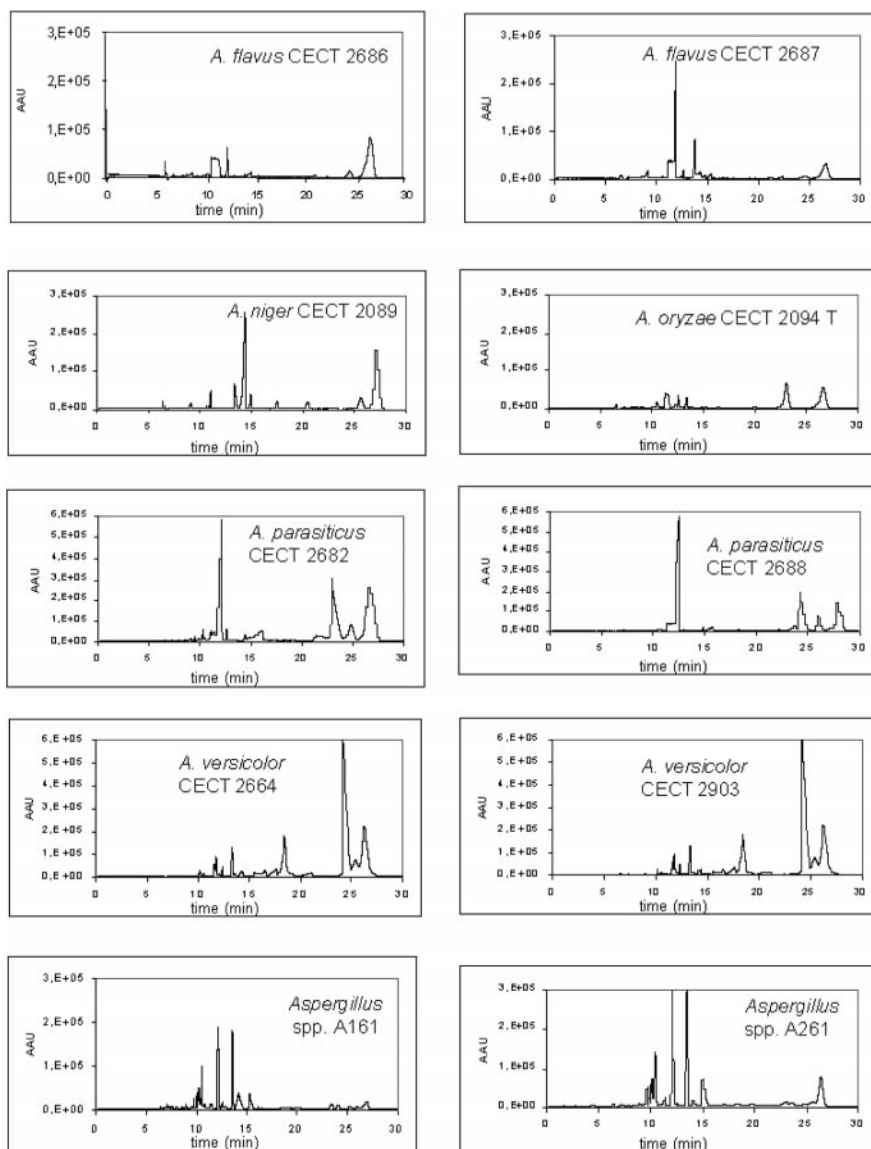 3,E+05
A. flavus CECT 2686
2,E+05
AAU
1,E+05
0,E+00
0 5 10 15 20 25 30
time (min)
3,E+05
A. flavus CECT 2687
2,E+05
AAU
1,E+05
0,E+00
0 5 10 15 20 25 30
time (min)
3,E+05
A. niger CECT 2089
2,E+05
AAU
1,E+05
0,E+00
0 5 10 15 20 25 30
time (min)
3,E+05
A. oryzae CECT 2094 T
2,E+05
AAU
1,E+05
0,E+00
0 5 10 15 20 25 30
time (min)
6,E+05
5,E+05
A. parasiticus
CECT 2682
4,E+05
AAU
3,E+05
2,E+05
1,E+05
0,E+00
0 5 10 15 20 25 30
time (min)
6,E+05
5,E+05
A. parasiticus
CECT 2688
4,E+05
AAU
3,E+05
2,E+05
1,E+05
0,E+00
0 5 10 15 20 25 30
time (min)
6,E+05
5,E+05
A. versicolor
CECT 2664
4,E+05
AAU
3,E+05
2,E+05
1,E+05
0,E+00
0 5 10 15 20 25 30
time (min)
6,E+05
5,E+05
A. versicolor
CECT 2903
4,E+05
AAU
3,E+05
2,E+05
1,E+05
0,E+00
0 5 10 15 20 25 30
time (min)
3,E+05
Aspergillus
spp. A161
2,E+05
AAU
1,E+05
0,E+00
0 5 10 15 20 25 30
time (min)
3,E+05
Aspergillus
spp. A261
2,E+05
AAU
1,E+05
0,E+00
0 5 10 15 20 25 30
time (min)